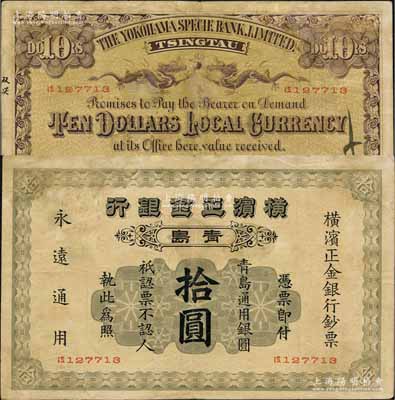 THE YOKOHAMA SPECIE BANK, LIMITED.
TSINGTAU
DO 10 RS
DO 10 RS
127713
127713
Promises to Pay the Bearer on Demand
TEN DOLLARS LOCAL CURRENCY
at its Office here, value received.
行銀金正濱橫
島青
橫濱正金銀行鈔票
憑票即付
青島通用銀圓
拾圓
祇認票不認人
執此為照
永遠通用
127713
127713